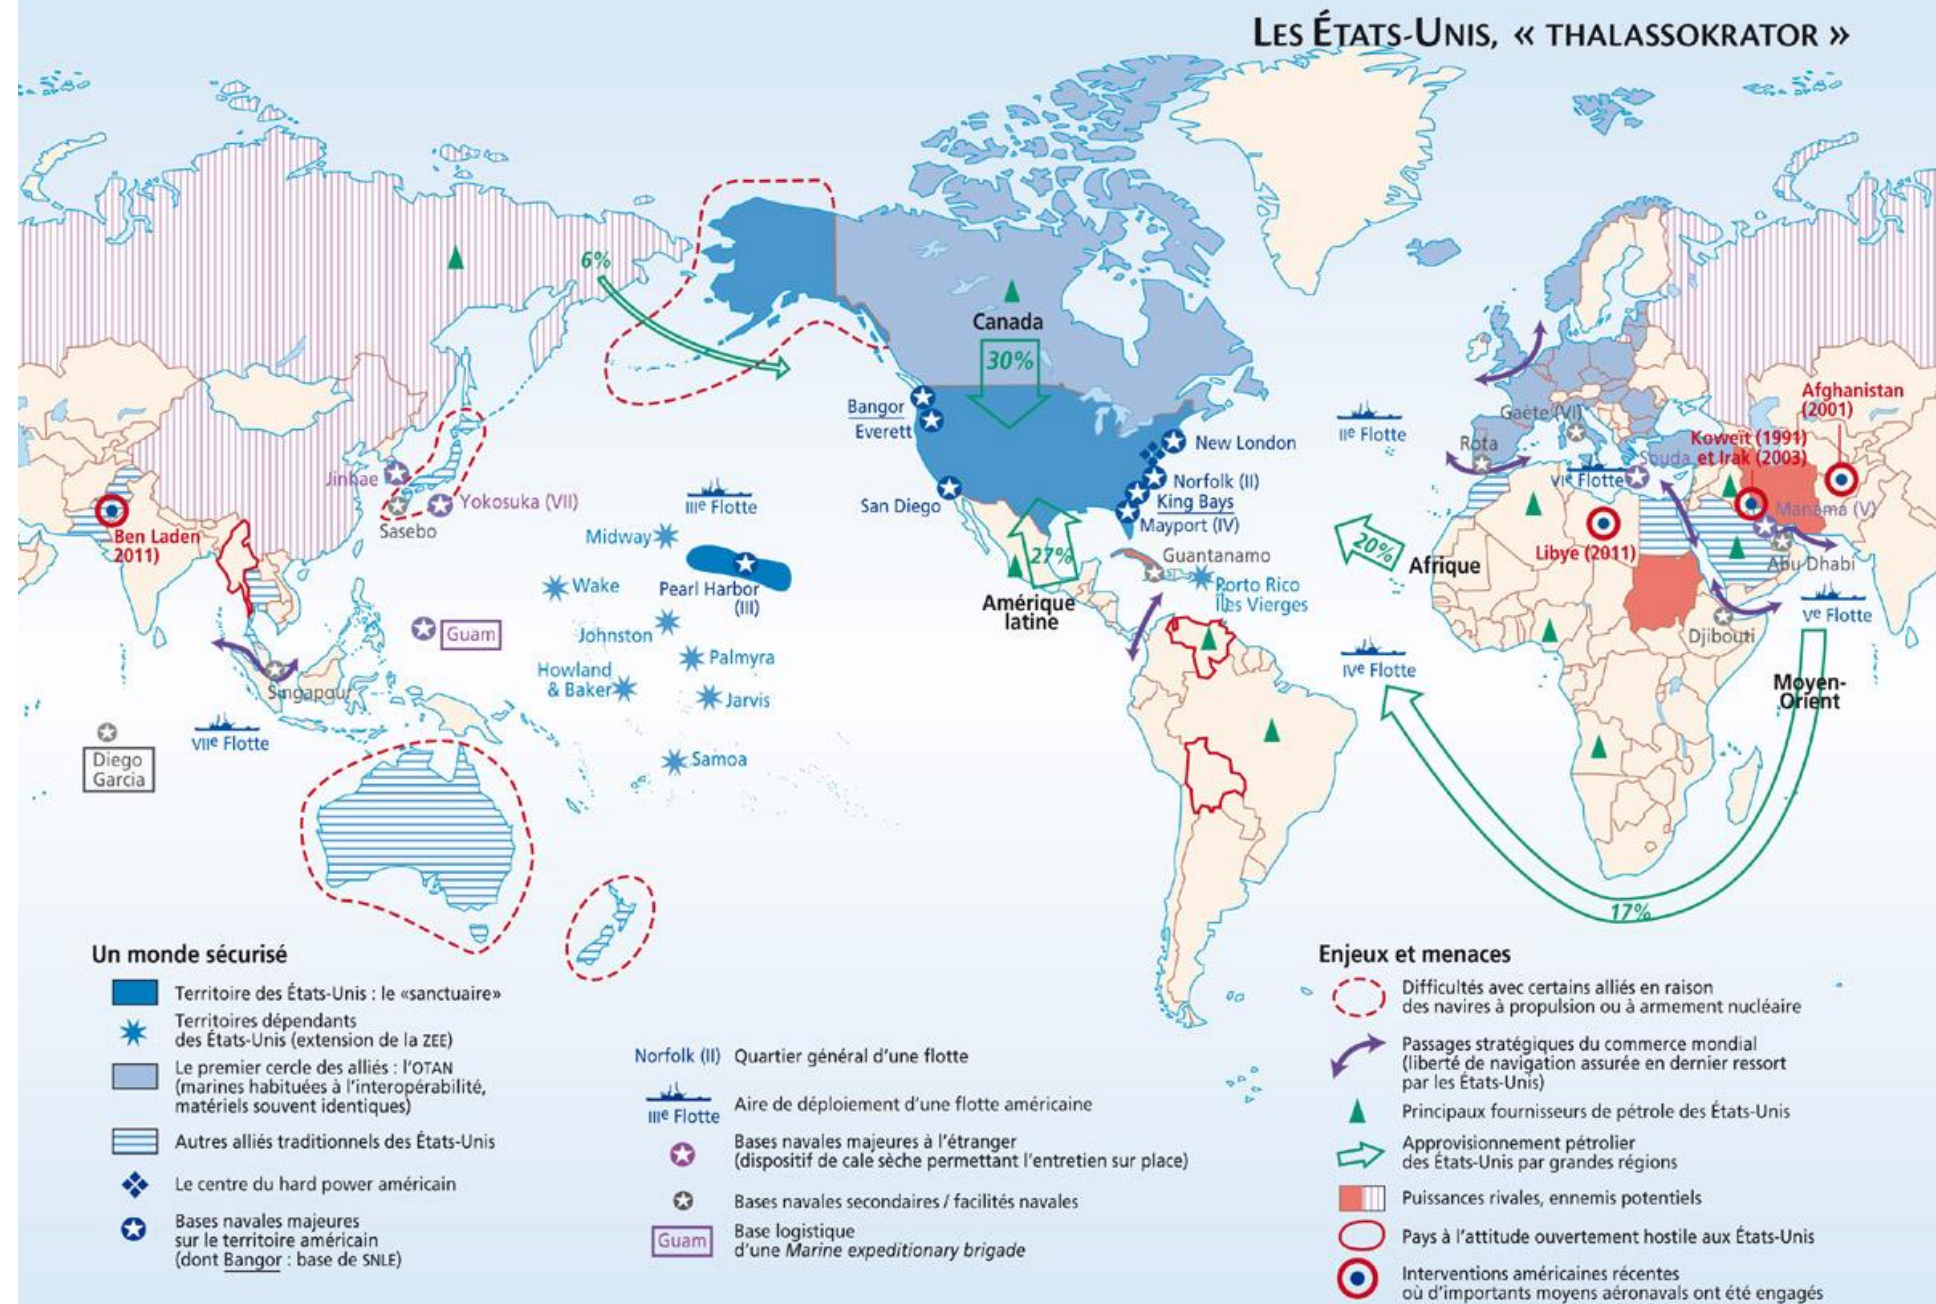 LES ÉTATS-UNIS, « THALASSOKRATOR »
6%
Canada
30%
Bangor
Everett
San Diego
New London
Norfolk (II)
King Bays
Mayport (IV)
IIe Flotte
Gaète (VI)
Rota
Souda
VIe Flotte
Afghanistan
(2001)
Koweït (1991)
et Irak (2003)
Manama (V)
Abu Dhabi
Libye (2011)
Djibouti
Ve Flotte
Moyen-
Orient
17%
20%
Afrique
27%
Amérique
latine
Guantanamo
Porto Rico
Îles Vierges
IVe Flotte
Jinhae
Yokosuka (VII)
Sasebo
Ben Laden
2011)
IIIe Flotte
Midway
Wake
Pearl Harbor
(III)
Guam
Johnston
Palmyra
Howland
& Baker
Jarvis
Samoa
Singapour
VIIe Flotte
Diego
Garcia
Un monde sécurisé
Territoire des États-Unis : le «sanctuaire»
Territoires dépendants
des États-Unis (extension de la ZEE)
Le premier cercle des alliés : l'OTAN
(marines habituées à l'interopérabilité,
matériels souvent identiques)
Autres alliés traditionnels des États-Unis
Le centre du hard power américain
Bases navales majeures
sur le territoire américain
(dont Bangor : base de SNLE)
Norfolk (II) Quartier général d'une flotte
IIIe Flotte
Aire de déploiement d'une flotte américaine
Bases navales majeures à l'étranger
(dispositif de cale sèche permettant l'entretien sur place)
Bases navales secondaires / facilités navales
Guam
Base logistique
d'une Marine expeditionary brigade
Enjeux et menaces
Difficultés avec certains alliés en raison
des navires à propulsion ou à armement nucléaire
Passages stratégiques du commerce mondial
(liberté de navigation assurée en dernier ressort
par les États-Unis)
Principaux fournisseurs de pétrole des États-Unis
Approvisionnement pétrolier
des États-Unis par grandes régions
Puissances rivales, ennemis potentiels
Pays à l'attitude ouvertement hostile aux États-Unis
Interventions américaines récentes
où d'importants moyens aéronavals ont été engagés